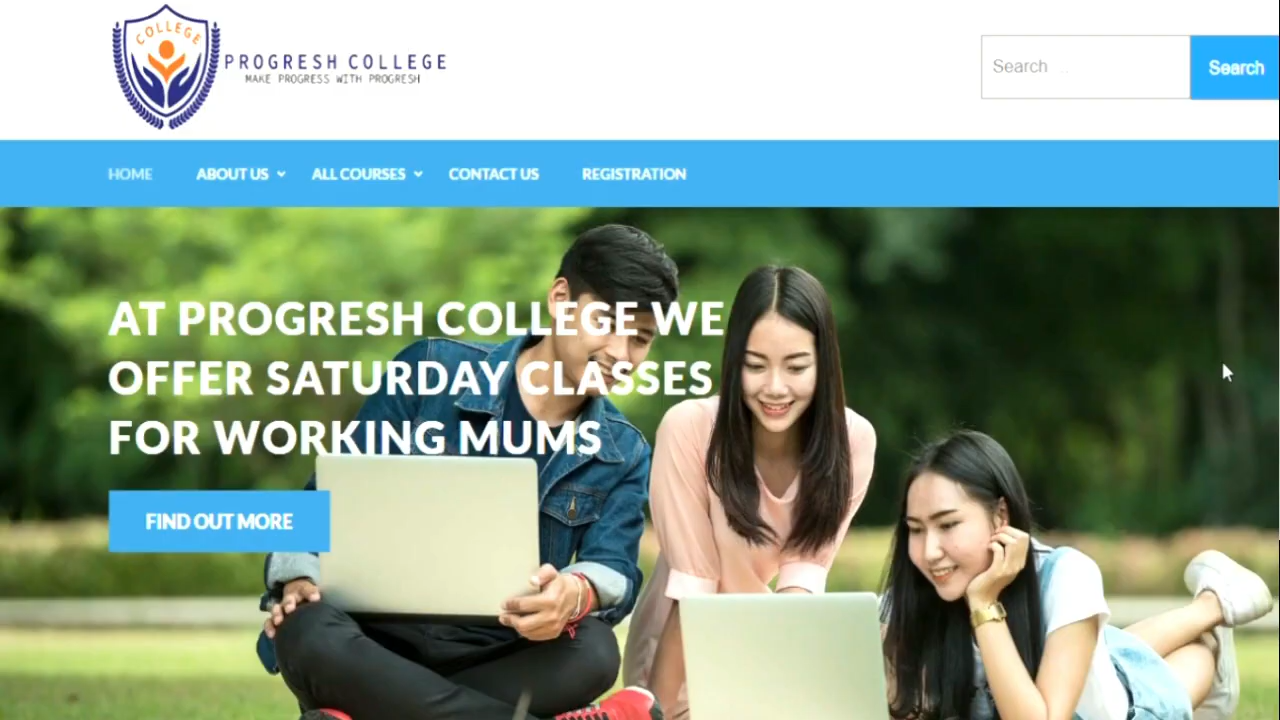 COLLEGE
PROGRESH COLLEGE
MAKE PROGRESS WITH PROGRESH
Search
Search
HOME
ABOUT US
ALL COURSES
CONTACT US
REGISTRATION
AT PROGRESH COLLEGE WE
OFFER SATURDAY CLASSES
FOR WORKING MUMS
FIND OUT MORE